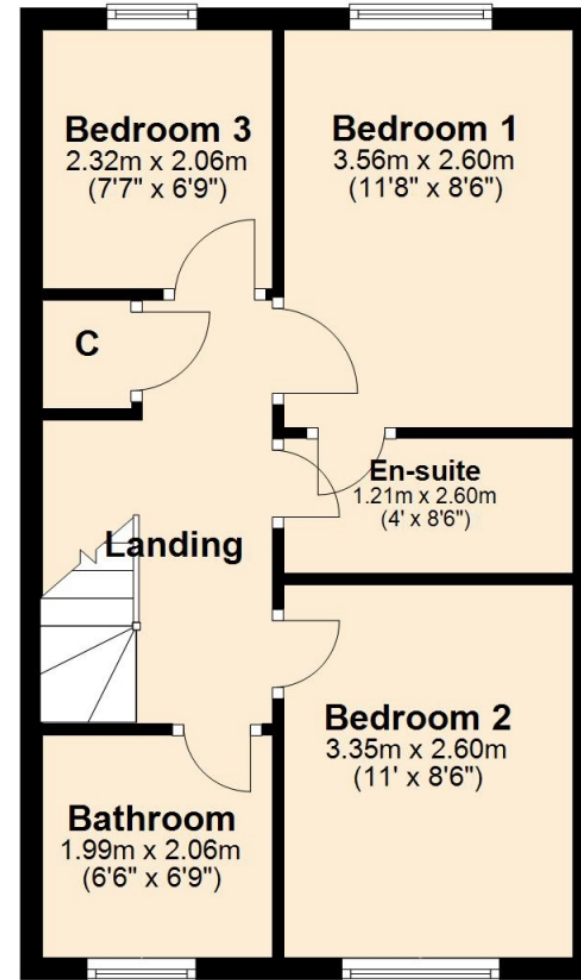 Bedroom 3
2.32m x 2.06m
(7'7" x 6'9")
Bedroom 1
3.56m x 2.60m
(11'8" x 8'6")
C
En-suite
1.21m x 2.60m
(4' x 8'6")
Landing
Bedroom 2
3.35m x 2.60m
(11' x 8'6")
Bathroom
1.99m x 2.06m
(6'6" x 6'9")